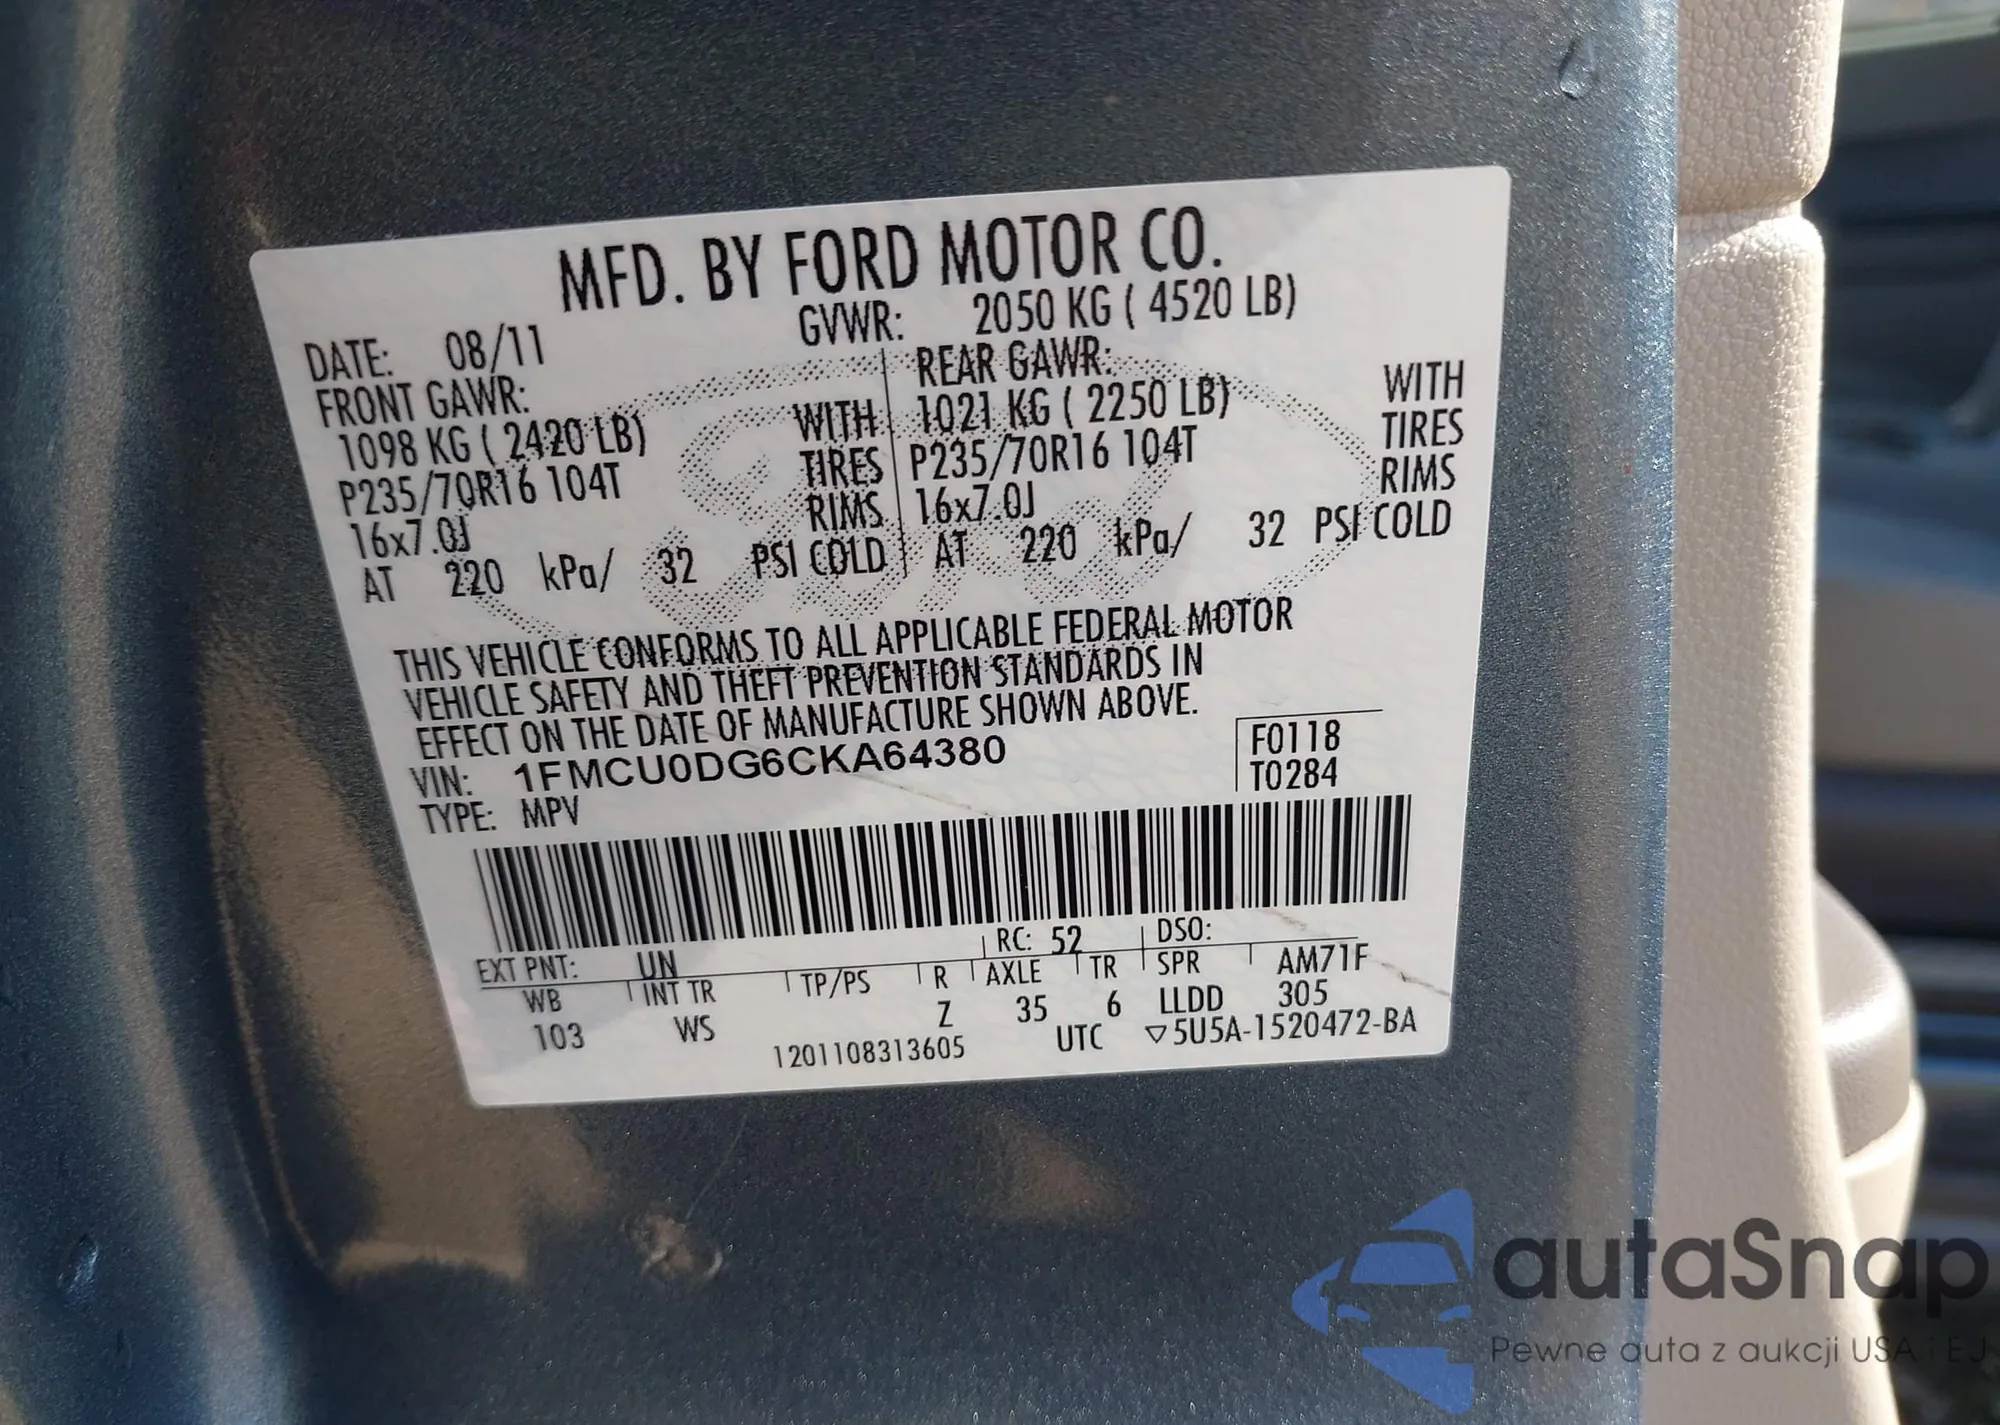 MFD. BY FORD MOTOR CO.
DATE: 08/11 GVWR: 2050 KG ( 4520 LB)
FRONT GAWR: REAR GAWR:
1098 KG ( 2420 LB) WITH 1021 KG ( 2250 LB) WITH
P235/70R16 104T TIRES P235/70R16 104T TIRES
16x7.0J RIMS 16x7.0J RIMS
AT 220 kPa/ 32 PSI COLD AT 220 kPa/ 32 PSI COLD
THIS VEHICLE CONFORMS TO ALL APPLICABLE FEDERAL MOTOR
VEHICLE SAFETY AND THEFT PREVENTION STANDARDS IN
EFFECT ON THE DATE OF MANUFACTURE SHOWN ABOVE.
VIN: 1FMCU0DG6CKA64380 F0118
TYPE: MPV T0284
EXT PNT: UN RC: 52 DSO:
WB INT TR TP/PS R AXLE TR SPR AM71F
103 WS Z 35 6 LLDD 305
1201108313605 UTC ▽5U5A-1520472-BA
autaSnap
Pewne auta z aukcji USA i EU